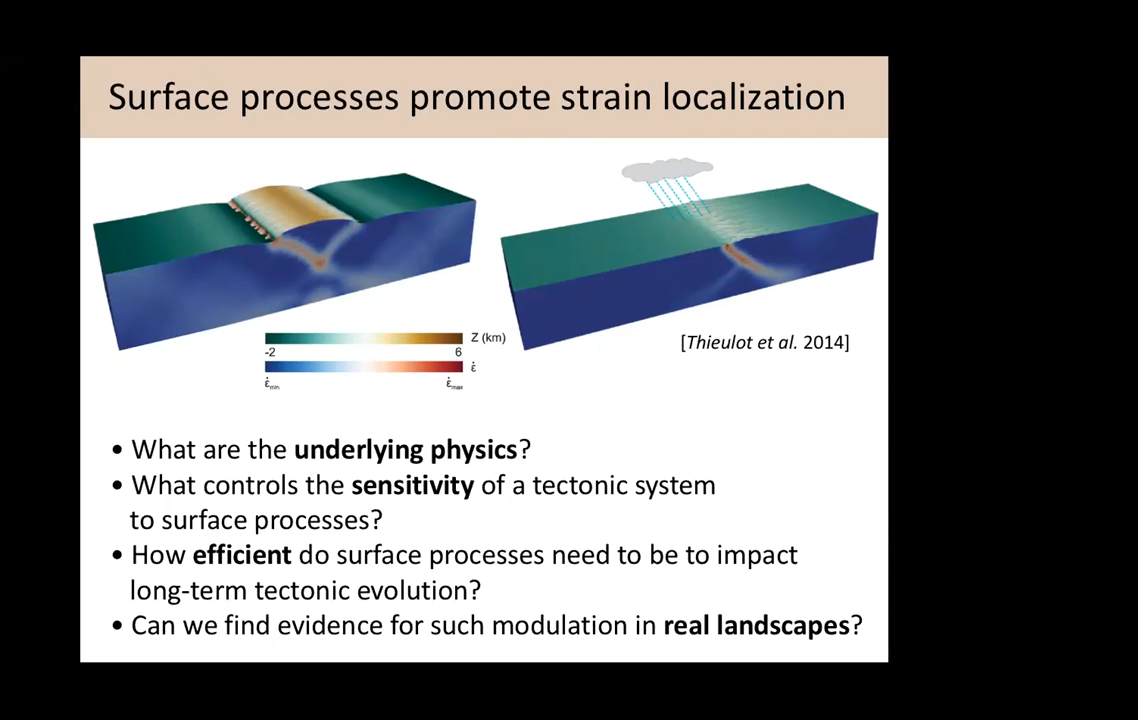 Surface processes promote strain localization
Z (km)
-2 6
ε̇
ε̇min ε̇max
[Thieulot et al. 2014]
• What are the underlying physics?
• What controls the sensitivity of a tectonic system
to surface processes?
• How efficient do surface processes need to be to impact
long-term tectonic evolution?
• Can we find evidence for such modulation in real landscapes?